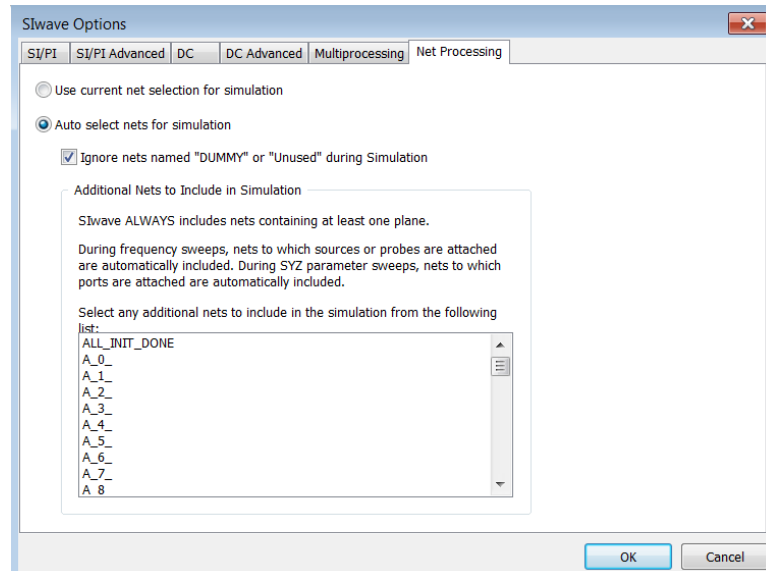 SIwave Options
SI/PI SI/PI Advanced DC DC Advanced Multiprocessing Net Processing
Use current net selection for simulation
Auto select nets for simulation
Ignore nets named "DUMMY" or "Unused" during Simulation
Additional Nets to Include in Simulation
SIwave ALWAYS includes nets containing at least one plane.
During frequency sweeps, nets to which sources or probes are attached
are automatically included. During SYZ parameter sweeps, nets to which
ports are attached are automatically included.
Select any additional nets to include in the simulation from the following
list:
ALL_INIT_DONE
A_0_
A_1_
A_2_
A_3_
A_4_
A_5_
A_6_
A_7_
A 8
OK Cancel